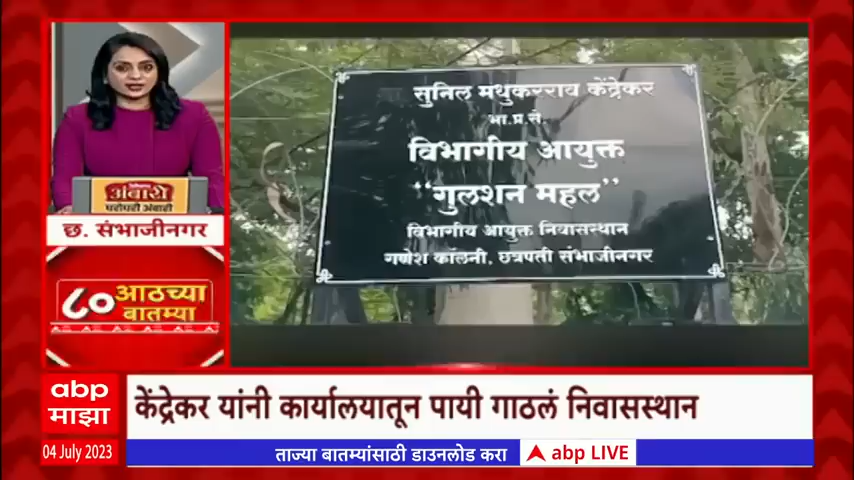 सुनिल मधुकरराव केंद्रेकर
भा.प्र.से.
विभागीय आयुक्त
"गुलशन महल"
विभागीय आयुक्त निवासस्थान
गणेश कॉलनी, छत्रपती संभाजीनगर
अंबारी
घरोघरी अंबारी
छ. संभाजीनगर
८० आठच्या
बातम्या
abp
माझा
केंद्रेकर यांनी कार्यालयातून पायी गाठलं निवासस्थान
04 July 2023
ताज्या बातम्यांसाठी डाउनलोड करा
abp LIVE